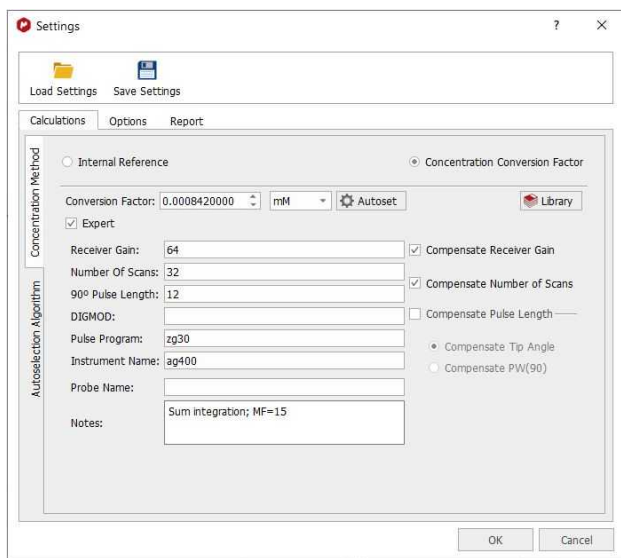 Settings
?
Load Settings Save Settings
Calculations Options Report
Concentration Method
Autoselection Algorithm
Internal Reference
Concentration Conversion Factor
Conversion Factor: 0.0008420000 mM Autoset Library
Expert
Receiver Gain: 64
Compensate Receiver Gain
Number Of Scans: 32
Compensate Number of Scans
90º Pulse Length: 12
DIGMOD:
Compensate Pulse Length
Pulse Program: zg30
Compensate Tip Angle
Instrument Name: ag400
Compensate PW(90)
Probe Name:
Notes: Sum integration; MF=15
OK Cancel